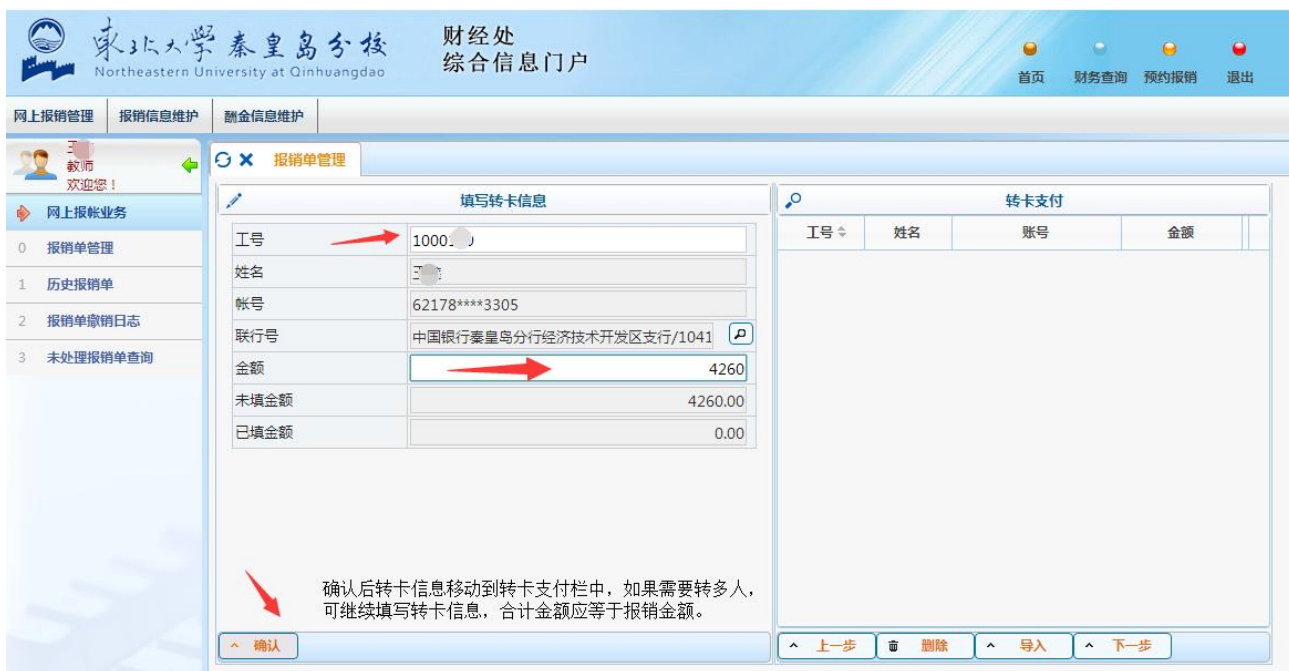 東北大学秦皇岛分校
Northeastern University at Qinhuangdao
财经处
综合信息门户
首页 财务查询 预约报销 退出
网上报销管理 报销信息维护 酬金信息维护
教师
欢迎您！
报销单管理
网上报帐业务
0 报销单管理
1 历史报销单
2 报销单撤销日志
3 未处理报销单查询
填写转卡信息
工号
姓名
帐号 62178****3305
联行号 中国银行秦皇岛分行经济技术开发区支行/1041
金额 4260
未填金额 4260.00
已填金额 0.00
确认后转卡信息移动到转卡支付栏中，如果需要转多人，
可继续填写转卡信息，合计金额应等于报销金额。
确认
转卡支付
工号 姓名 账号 金额
上一步 删除 导入 下一步